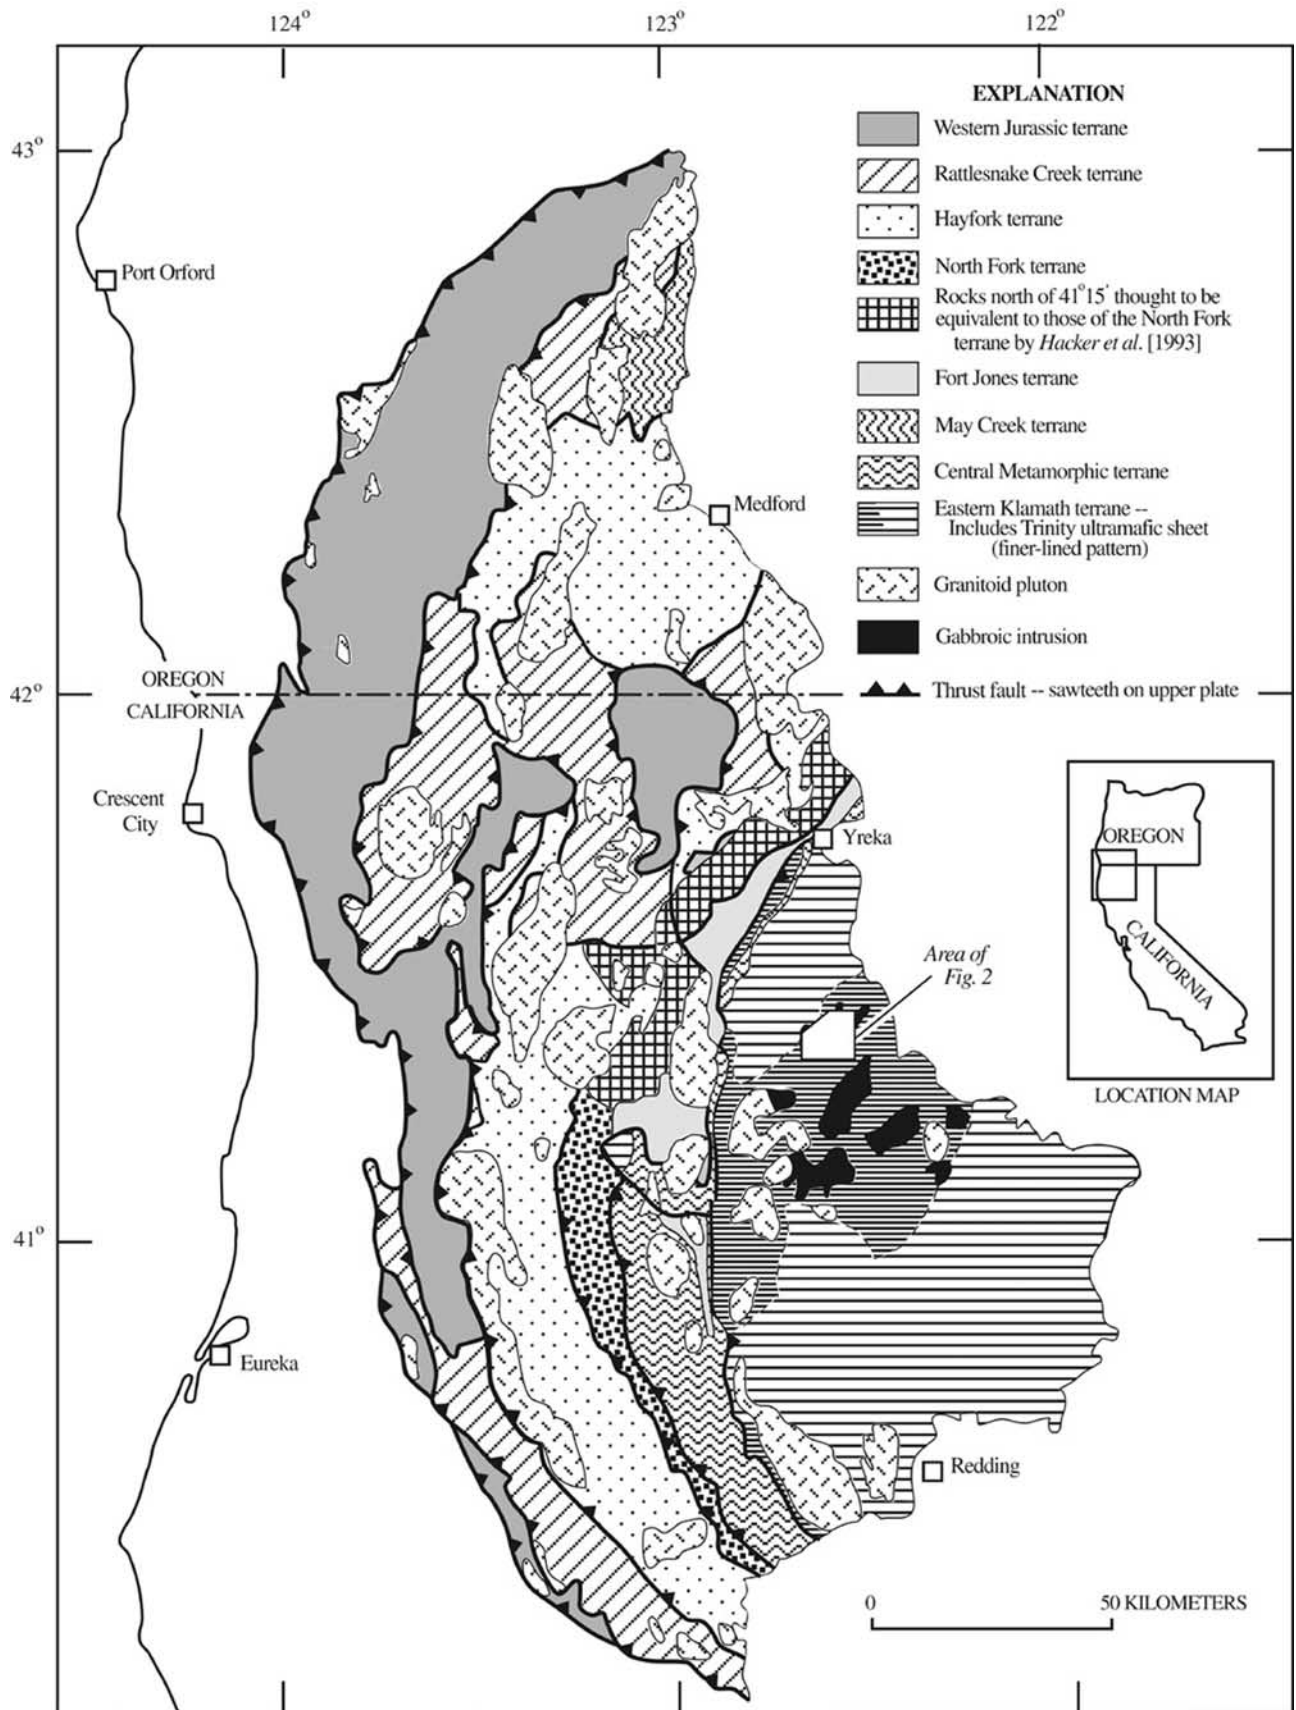 124°
123°
122°
EXPLANATION
Western Jurassic terrane
43°
Rattlesnake Creek terrane
Hayfork terrane
North Fork terrane
Port Orford
Rocks north of 41°15' thought to be
equivalent to those of the North Fork
terrane by Hacker et al. [1993]
Fort Jones terrane
May Creek terrane
Central Metamorphic terrane
Medford
Eastern Klamath terrane --
Includes Trinity ultramafic sheet
(finer-lined pattern)
Granitoid pluton
Gabbroic intrusion
OREGON
42°
Thrust fault -- sawteeth on upper plate
CALIFORNIA
Crescent
City
Yreka
OREGON
CALIFORNIA
Area of
Fig. 2
LOCATION MAP
41°
Eureka
Redding
0
50 KILOMETERS